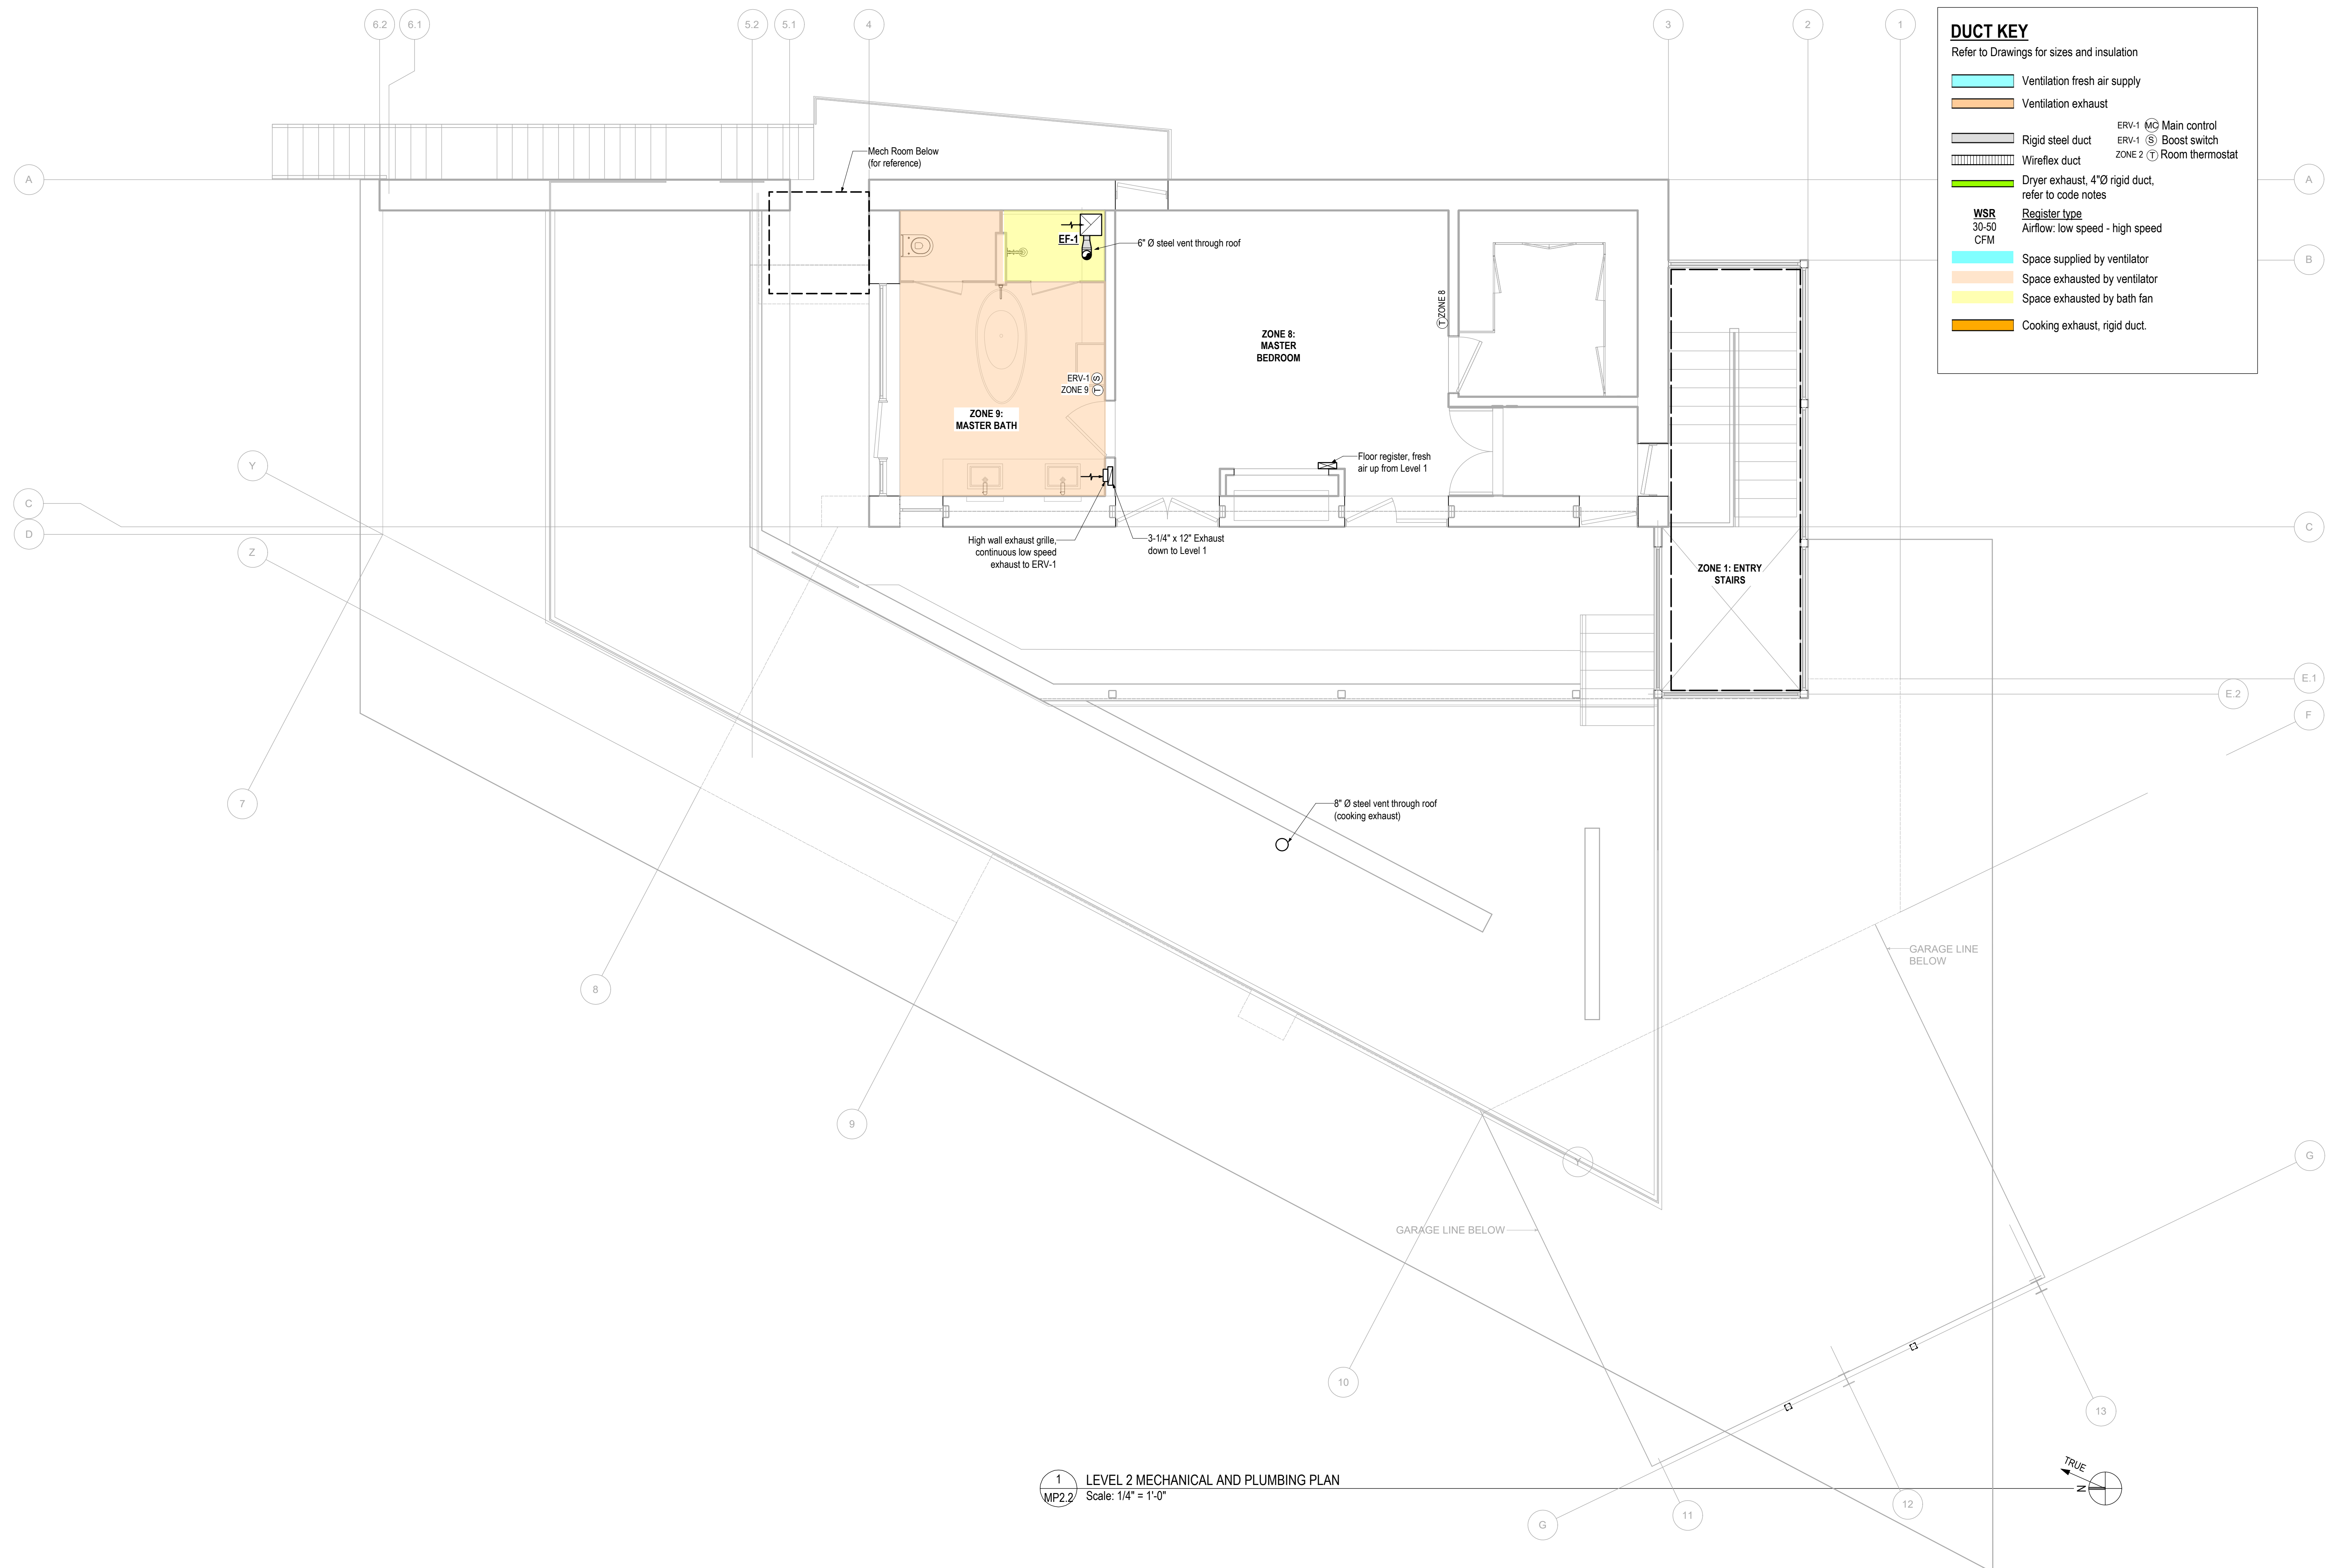 6.2
6.1
5.2
5.1
4
3
2
1
DUCT KEY
Refer to Drawings for sizes and insulation
Ventilation fresh air supply
Ventilation exhaust
ERV-1 MC Main control
Rigid steel duct
ERV-1 S Boost switch
Wireflex duct
ZONE 2 T Room thermostat
Dryer exhaust, 4"Ø rigid duct,
refer to code notes
WSR
30-50
CFM
Register type
Airflow: low speed - high speed
Space supplied by ventilator
Space exhausted by ventilator
Space exhausted by bath fan
Cooking exhaust, rigid duct.
Mech Room Below
(for reference)
A
A
EF-1
6" Ø steel vent through roof
B
T ZONE 8
ZONE 8:
MASTER
BEDROOM
ERV-1 S
ZONE 9 T
ZONE 9:
MASTER BATH
Floor register, fresh
air up from Level 1
Y
C
D
Z
C
High wall exhaust grille,
continuous low speed
exhaust to ERV-1
3-1/4" x 12" Exhaust
down to Level 1
ZONE 1: ENTRY
STAIRS
E.1
E.2
F
7
8" Ø steel vent through roof
(cooking exhaust)
GARAGE LINE
BELOW
8
9
Y
G
GARAGE LINE BELOW
10
13
1
MP2.2
LEVEL 2 MECHANICAL AND PLUMBING PLAN
Scale: 1/4" = 1'-0"
TRUE
N
12
11
G